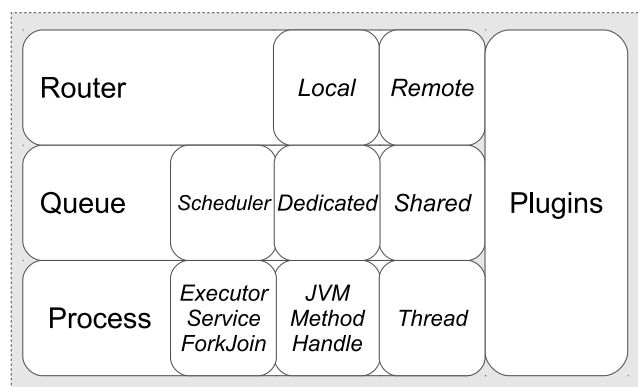 Router
Local
Remote
Queue
Scheduler
Dedicated
Shared
Plugins
Process
Executor
Service
ForkJoin
JVM
Method
Handle
Thread